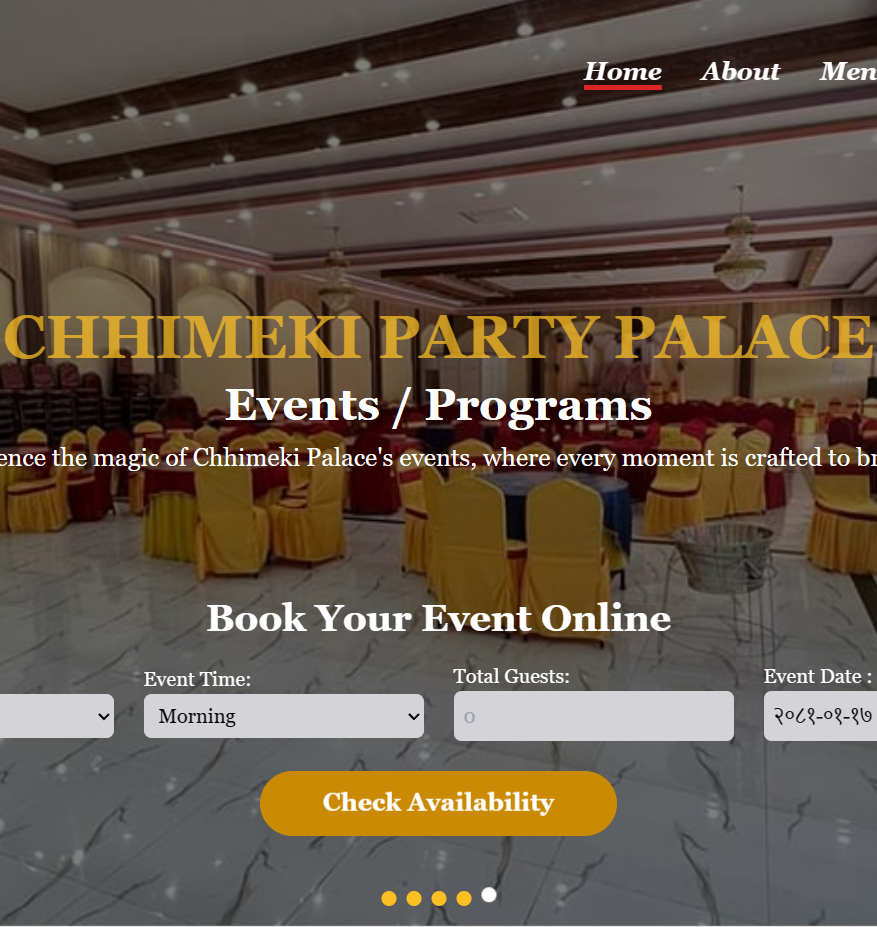 Home About Men
CHHIMEKI PARTY PALACE
Events / Programs
ence the magic of Chhimeki Palace's events, where every moment is crafted to br
Book Your Event Online
Event Time: Total Guests: Event Date :
Morning 0 २०८१-०१-१७
Check Availability